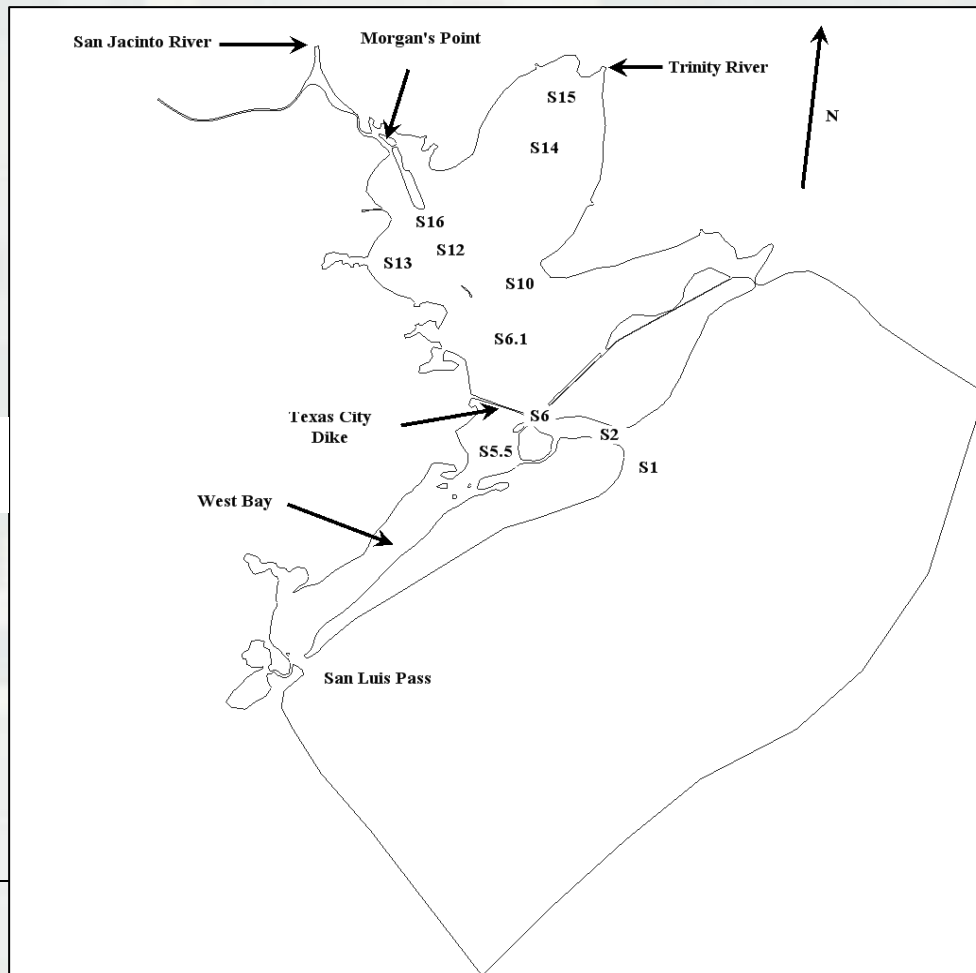 San Jacinto River
Morgan's Point
Trinity River
S15
N
S14
S16
S12
S13
S10
S6.1
Texas City
Dike
S6
S2
S5.5
S1
West Bay
San Luis Pass